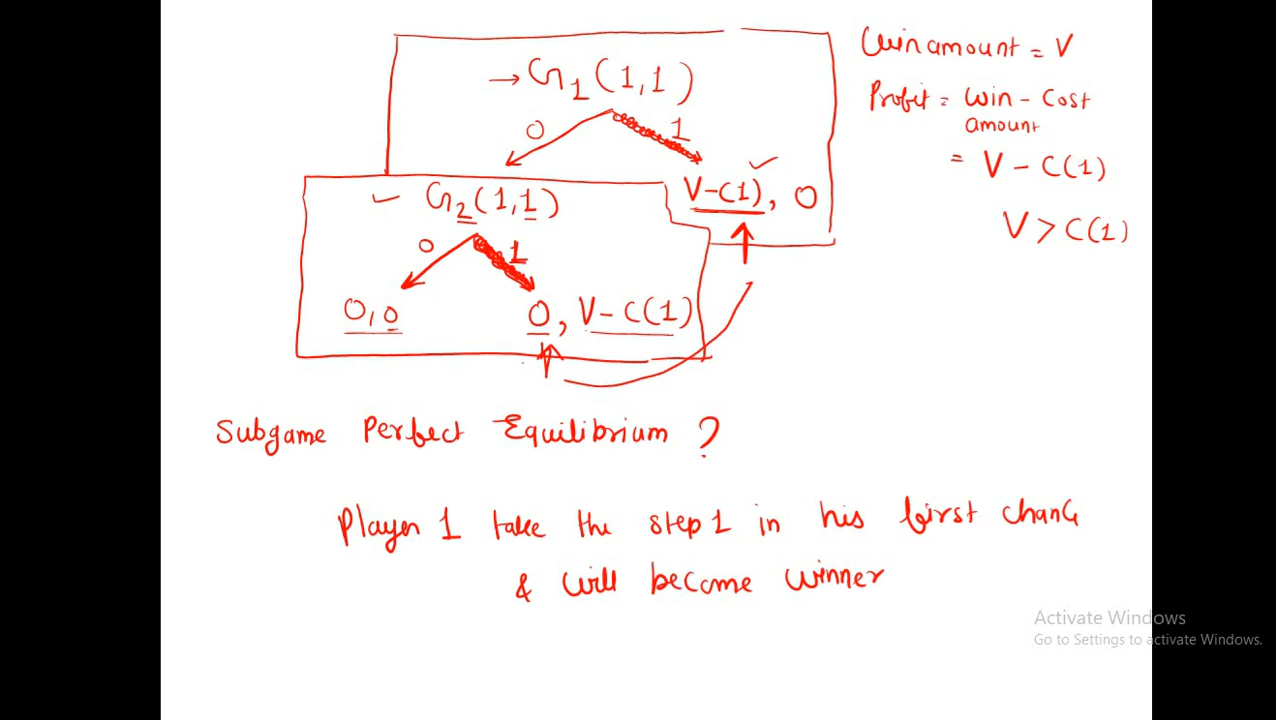 → G₁(1,1)
0 1
✓ G₂(1,1)
V-C(1), 0 ✓
0 1
0,0
0, V-C(1)
Win amount = V
Profit = Win - Cost
amount
= V - C(1)
V > C(1)
Subgame Perfect Equilibrium ?
Player 1 take the step 1 in his first chance
& will become winner
Activate Windows
Go to Settings to activate Windows.